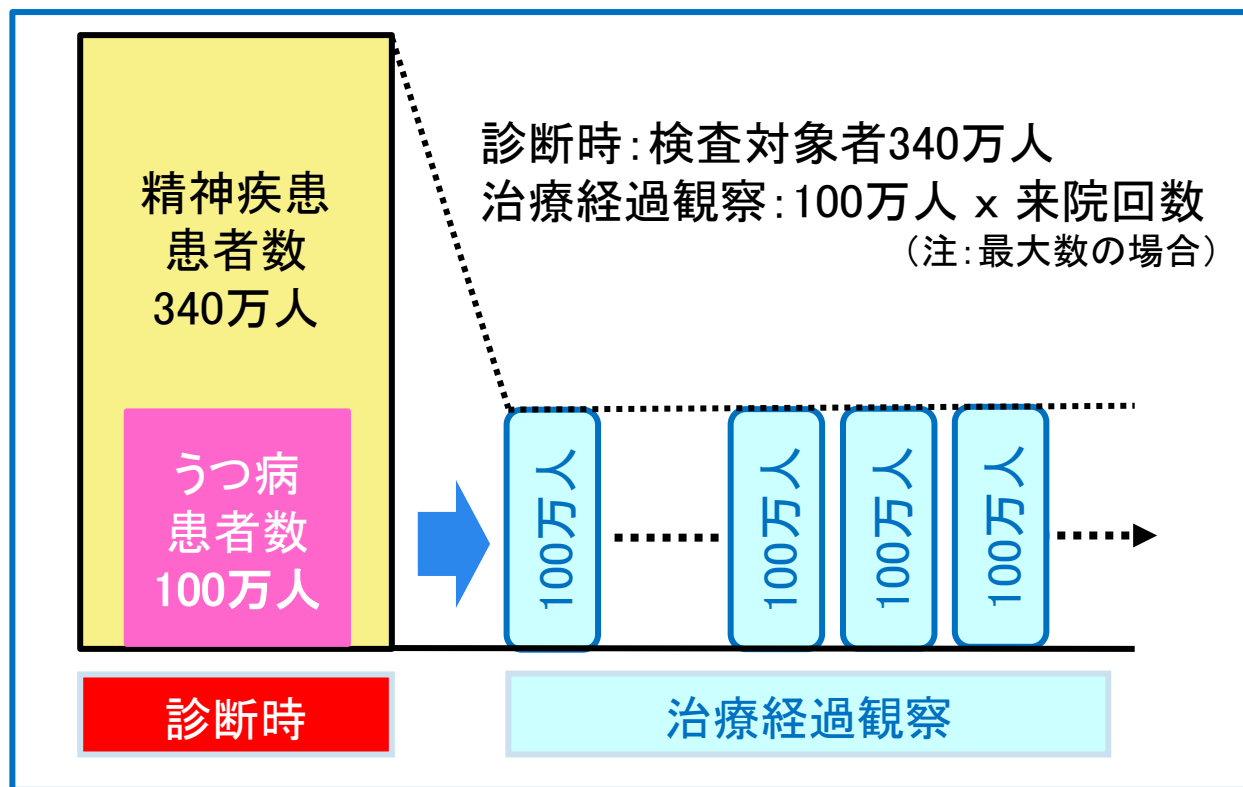 精神疾患
患者数
340万人
うつ病
患者数
100万人
診断時
診断時：検査対象者340万人
治療経過観察：100万人 x 来院回数
（注：最大数の場合）
100万人
100万人
100万人
100万人
治療経過観察